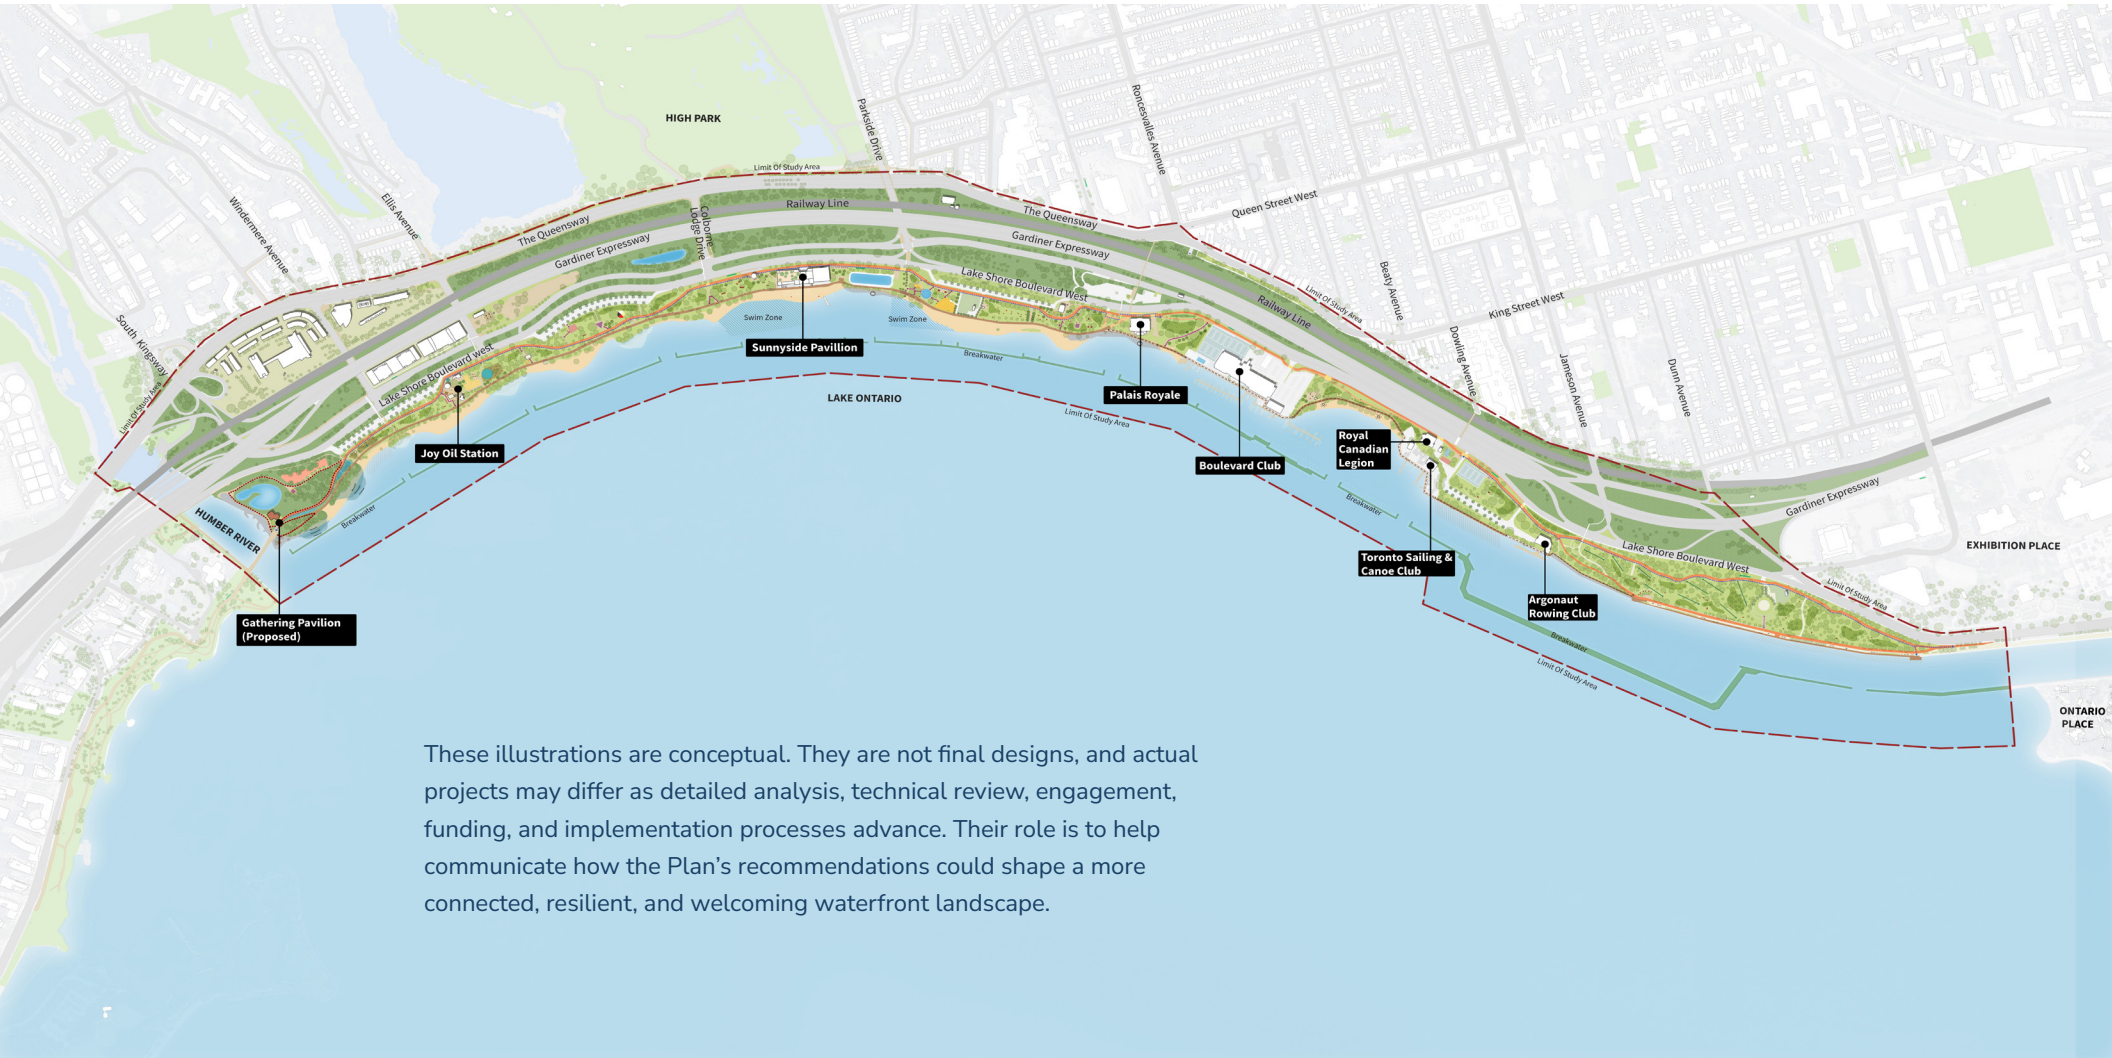 HIGH PARK
Parkside Drive
Roncesvalles Avenue
Limit Of Study Area
Windermere Avenue
Ellis Avenue
The Queensway
Railway Line
Colborne
Lodge Drive
Gardiner Expressway
The Queensway
Gardiner Expressway
Queen Street West
Lake Shore Boulevard West
Railway Line
Limit Of Study Area
Beaty Avenue
King Street West
Dowling Avenue
Jameson Avenue
Dunn Avenue
South Kingsway
Limit Of Study Area
Lake Shore Boulevard west
Swim Zone
Swim Zone
Sunnyside Pavillion
Breakwater
LAKE ONTARIO
Palais Royale
Limit Of Study Area
Joy Oil Station
Boulevard Club
Royal
Canadian
Legion
Breakwater
HUMBER RIVER
Breakwater
Gardiner Expressway
Lake Shore Boulevard West
EXHIBITION PLACE
Toronto Sailing &
Canoe Club
Argonaut
Rowing Club
Limit Of Study Area
Gathering Pavilion
(Proposed)
Breakwater
Limit Of Study Area
ONTARIO
PLACE
These illustrations are conceptual. They are not final designs, and actual
projects may differ as detailed analysis, technical review, engagement,
funding, and implementation processes advance. Their role is to help
communicate how the Plan’s recommendations could shape a more
connected, resilient, and welcoming waterfront landscape.